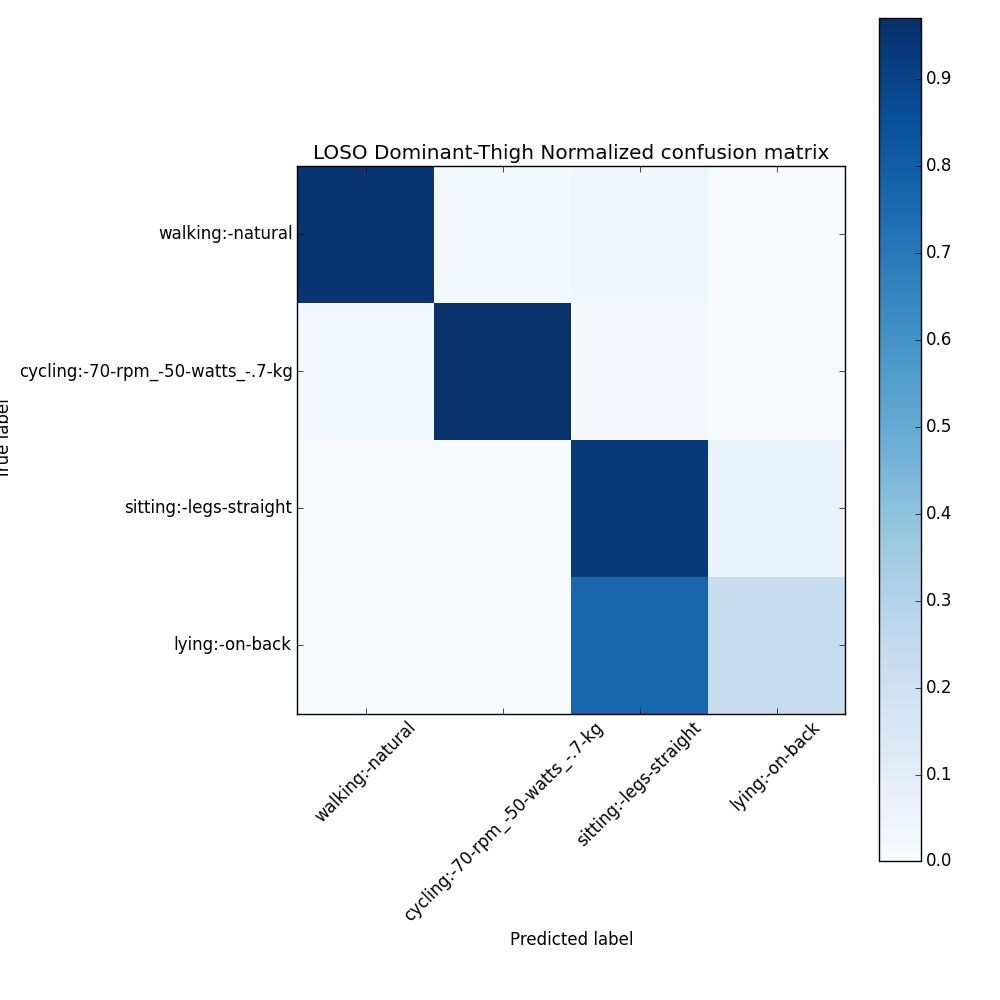 LOSO Dominant-Thigh Normalized confusion matrix
walking:-natural
cycling:-70-rpm_-50-watts_-.7-kg
sitting:-legs-straight
lying:-on-back
True label
walking:-natural
cycling:-70-rpm_-50-watts_-.7-kg
sitting:-legs-straight
lying:-on-back
Predicted label
0.9
0.8
0.7
0.6
0.5
0.4
0.3
0.2
0.1
0.0